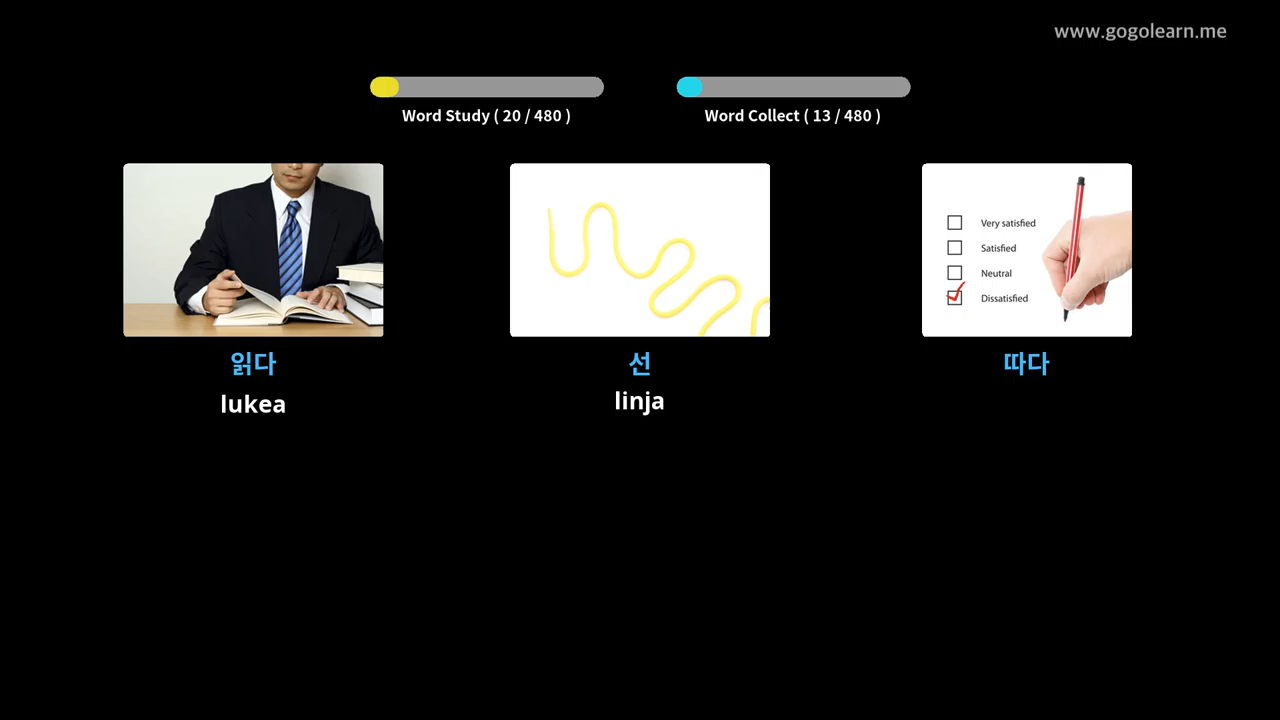 www.gogolearn.me
Word Study ( 20 / 480 )
Word Collect ( 13 / 480 )
Very satisfied
Satisfied
Neutral
Dissatisfied
읽다
선
따다
lukea
linja